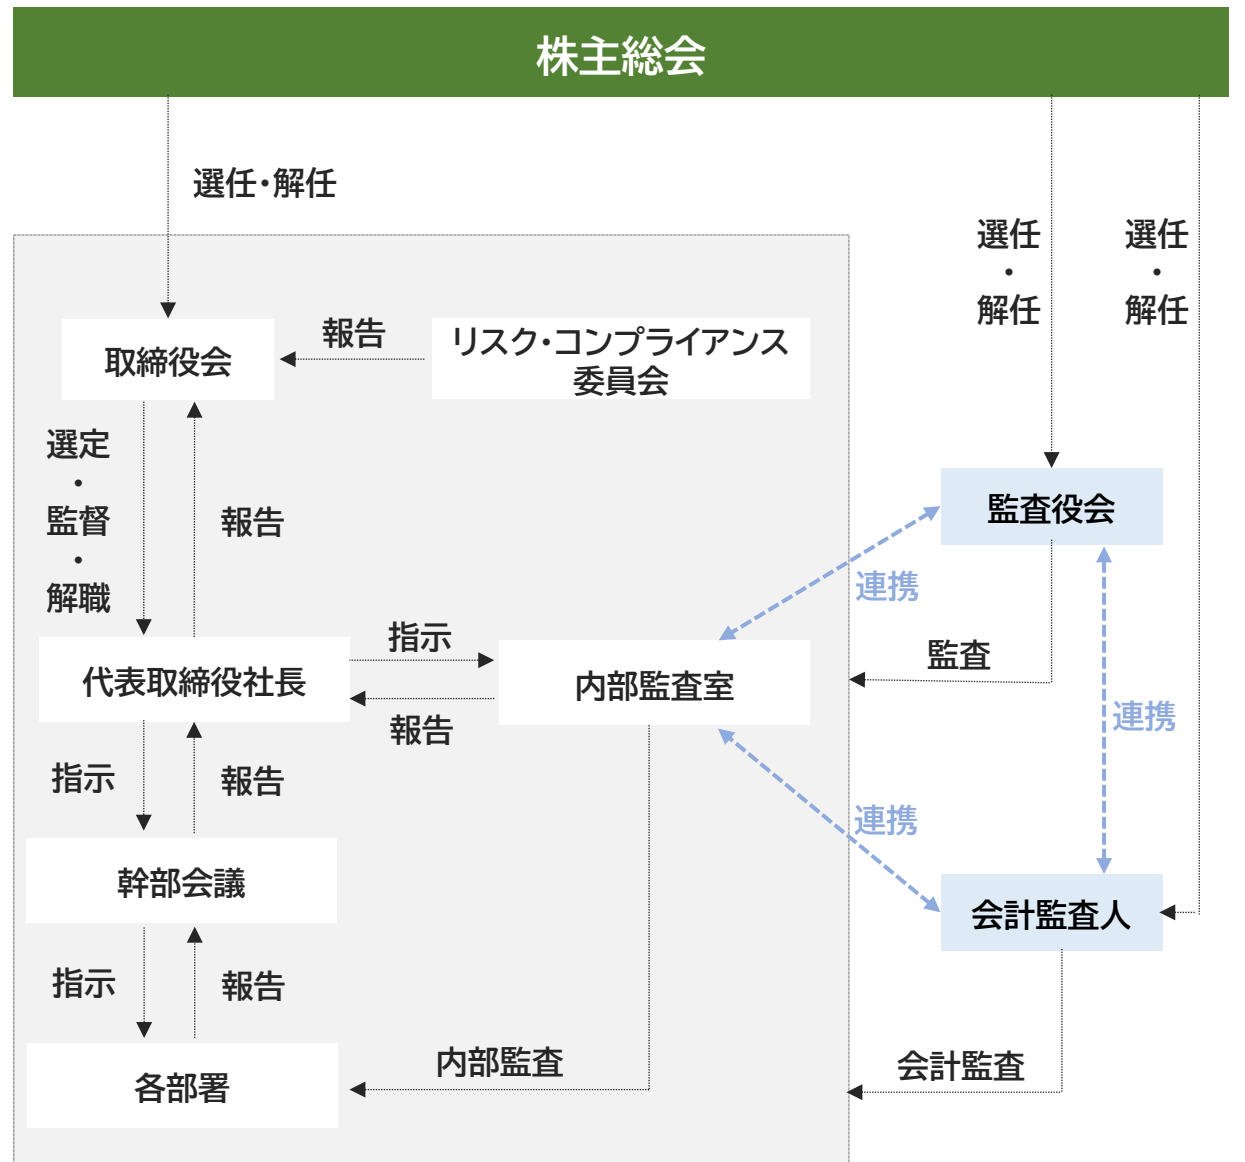 株主総会
選任・解任
選任
・
解任
選任
・
解任
取締役会
報告
リスク・コンプライアンス
委員会
選定
・
監督
・
解職
報告
監査役会
連携
代表取締役社長
指示
報告
内部監査室
監査
連携
指示
報告
連携
幹部会議
会計監査人
指示
報告
各部署
内部監査
会計監査